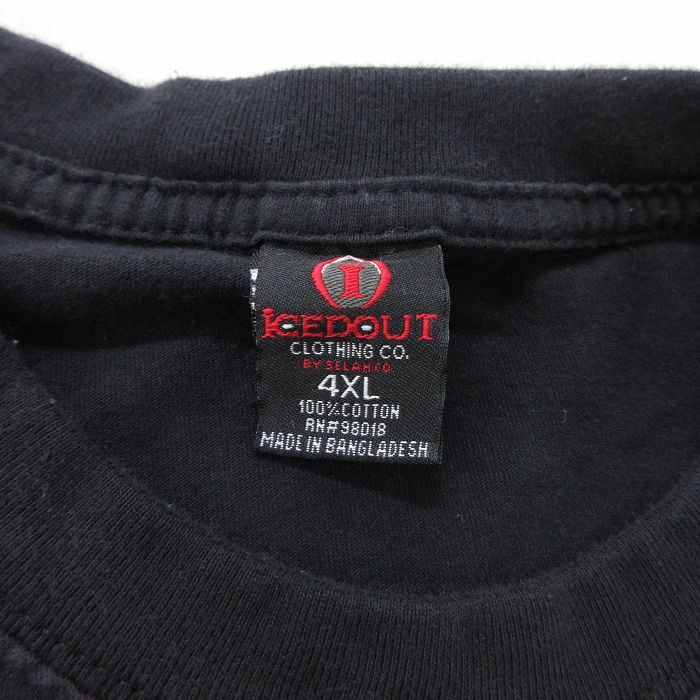 I
iCEDOUT
CLOTHING CO.
BY SELAH CO.
4XL
100% COTTON
RN#98018
MADE IN BANGLADESH